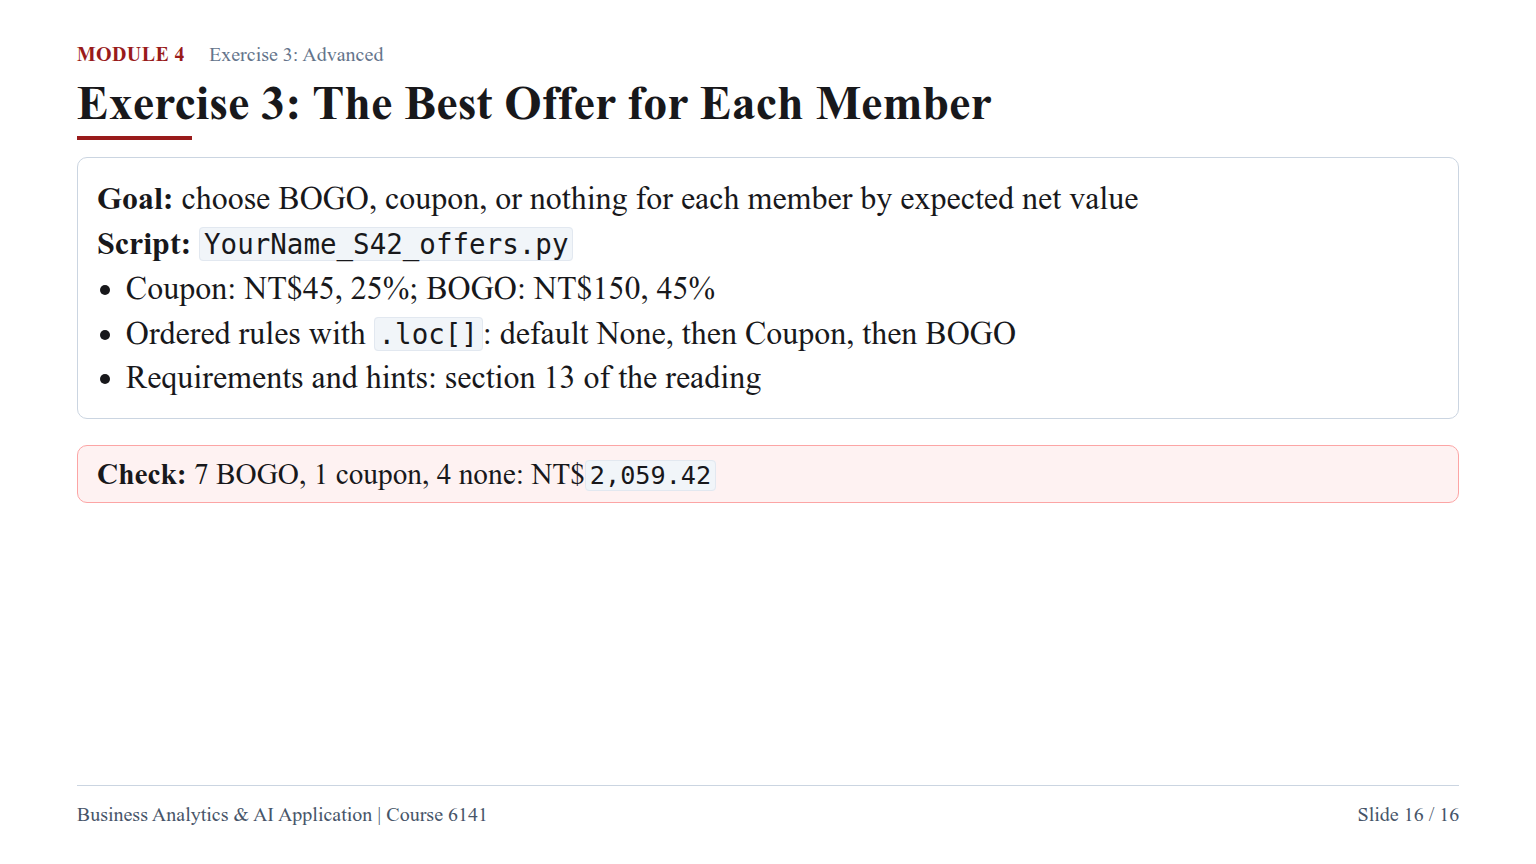 MODULE 4 Exercise 3: Advanced
Exercise 3: The Best Offer for Each Member
Goal: choose BOGO, coupon, or nothing for each member by expected net value
Script: YourName_S42_offers.py
• Coupon: NT$45, 25%; BOGO: NT$150, 45%
• Ordered rules with .loc[]: default None, then Coupon, then BOGO
• Requirements and hints: section 13 of the reading
Check: 7 BOGO, 1 coupon, 4 none: NT$2,059.42
Business Analytics & AI Application | Course 6141
Slide 16 / 16